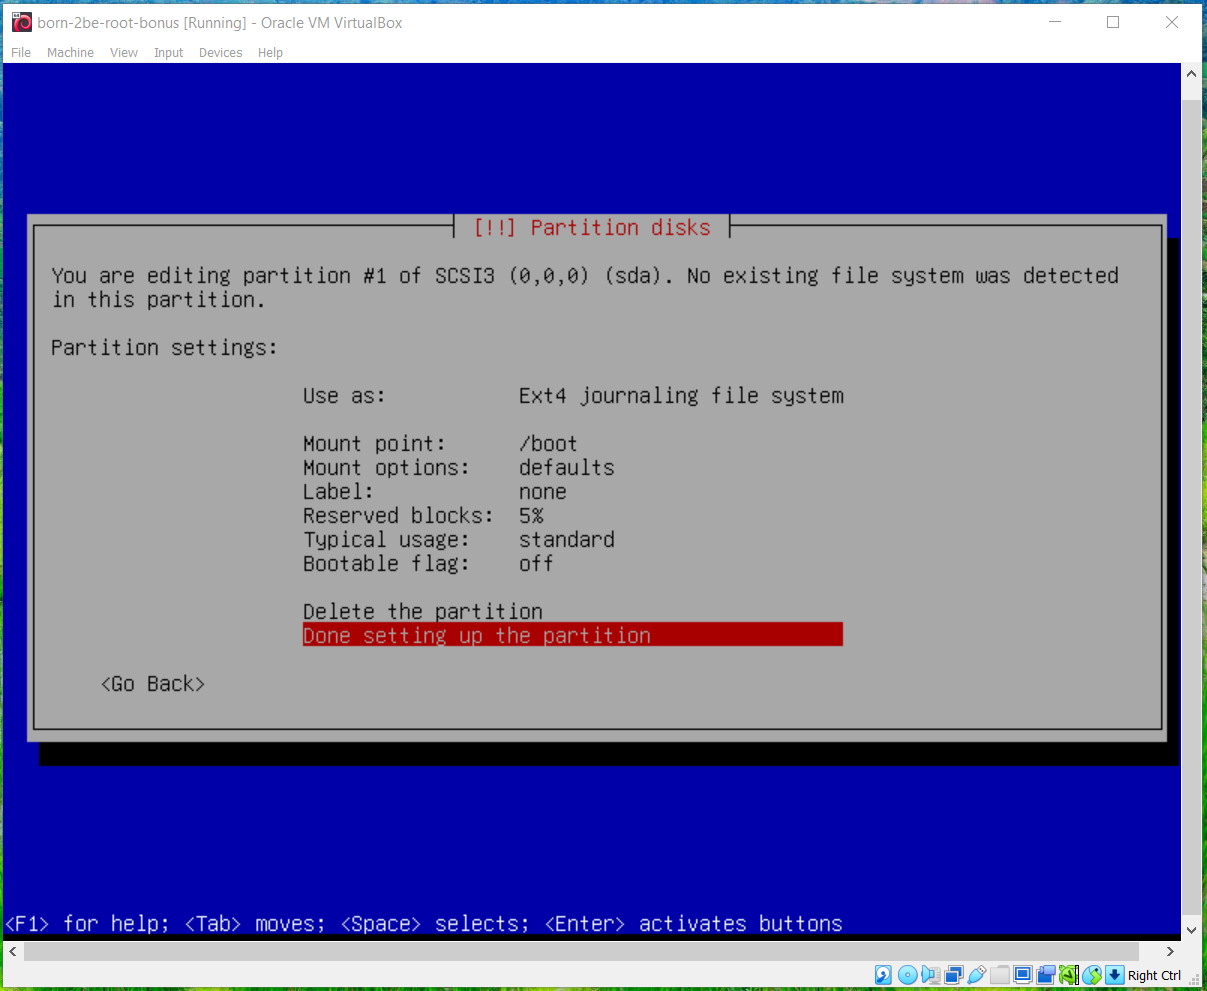 born-2be-root-bonus [Running] - Oracle VM VirtualBox
File Machine View Input Devices Help
[!!] Partition disks
You are editing partition #1 of SCSI3 (0,0,0) (sda). No existing file system was detected
in this partition.
Partition settings:
Use as: Ext4 journaling file system
Mount point: /boot
Mount options: defaults
Label: none
Reserved blocks: 5%
Typical usage: standard
Bootable flag: off
Delete the partition
Done setting up the partition
<Go Back>
<F1> for help; <Tab> moves; <Space> selects; <Enter> activates buttons
Right Ctrl